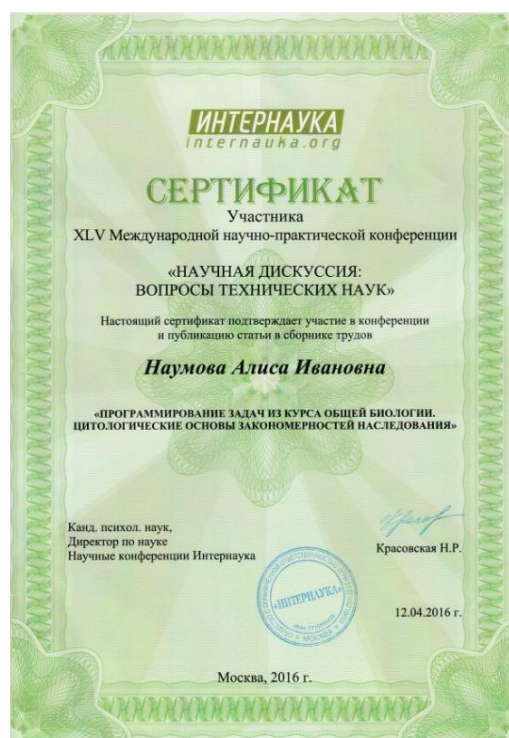 ИНТЕРНАУКА
internauka.org
СЕРТИФИКАТ
Участника
XLV Международной научно-практической конференции
«НАУЧНАЯ ДИСКУССИЯ:
ВОПРОСЫ ТЕХНИЧЕСКИХ НАУК»
Настоящий сертификат подтверждает участие в конференции
и публикацию статьи в сборнике трудов
Наумова Алиса Ивановна
«ПРОГРАММИРОВАНИЕ ЗАДАЧ ИЗ КУРСА ОБЩЕЙ БИОЛОГИИ.
ЦИТОЛОГИЧЕСКИЕ ОСНОВЫ ЗАКОНОМЕРНОСТЕЙ НАСЛЕДОВАНИЯ»
Канд. психол. наук,
Директор по науке
Научные конференции Интернаука
Красовская Н.Р.
«ИНТЕРНАУКА»
МОСКВА
12.04.2016 г.
Москва, 2016 г.